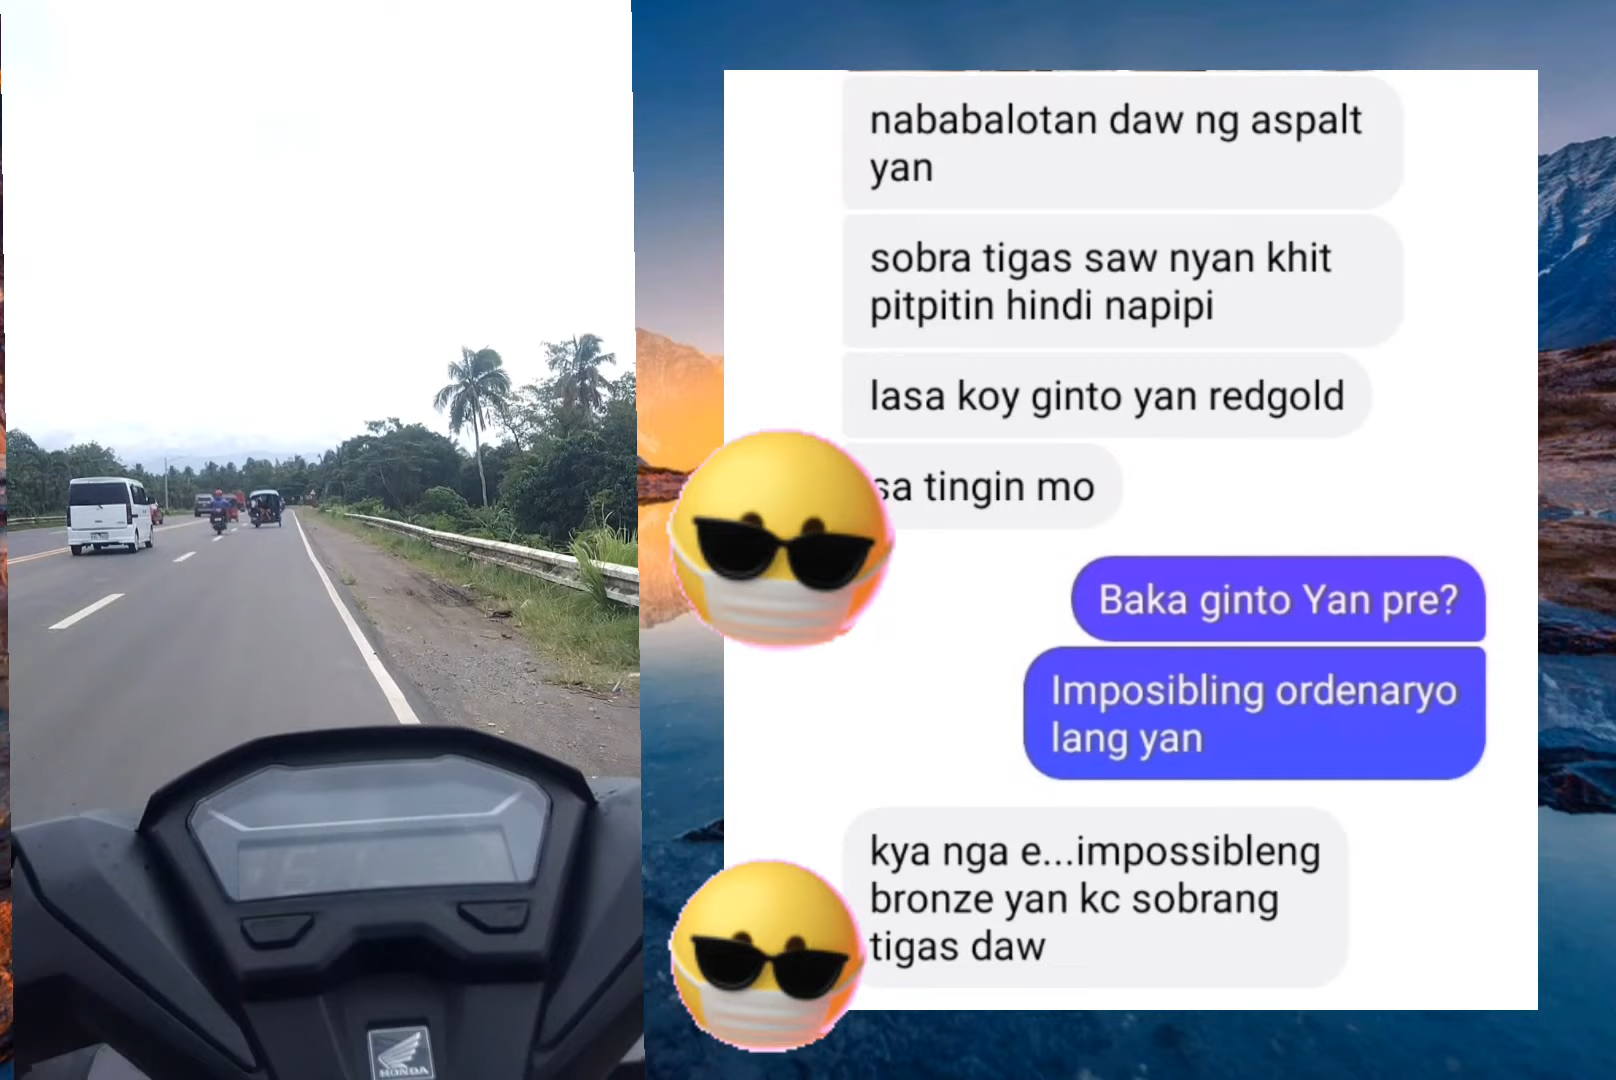 nababalotan daw ng aspalt
yan
sobra tigas saw nyan khit
pitpitin hindi napipi
lasa koy ginto yan redgold
sa tingin mo
Baka ginto Yan pre?
Imposibling ordenaryo
lang yan
kya nga e...impossibleng
bronze yan kc sobrang
tigas daw
HONDA